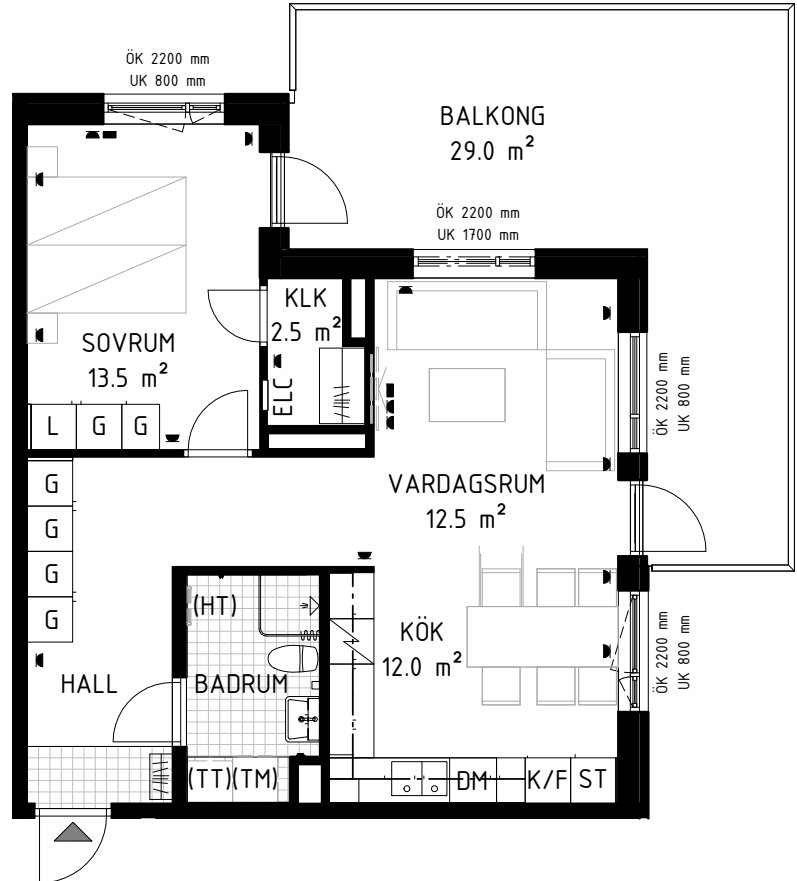 ÖK 2200 mm
UK 800 mm
BALKONG
29.0 m²
ÖK 2200 mm
UK 1700 mm
KLK
2.5 m²
SOVRUM
13.5 m²
ELC
ÖK 2200 mm
UK 800 mm
L G G
G
G
G
G
VARDAGSRUM
12.5 m²
(HT)
KÖK
12.0 m²
ÖK 2200 mm
UK 800 mm
HALL
BADRUM
(TT)(TM)
DM
K/F
ST